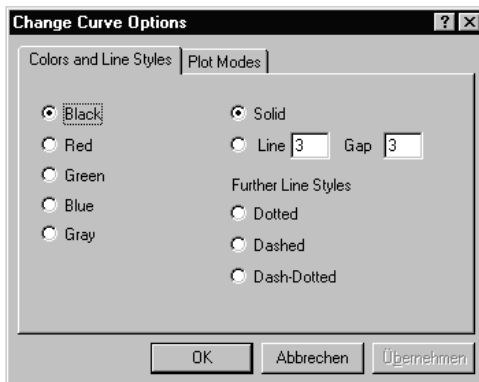 Change Curve Options
Colors and Line Styles Plot Modes
Black
Red
Green
Blue
Gray
Solid
Line 3 Gap 3
Further Line Styles
Dotted
Dashed
Dash-Dotted
OK Abbrechen Übernehmen